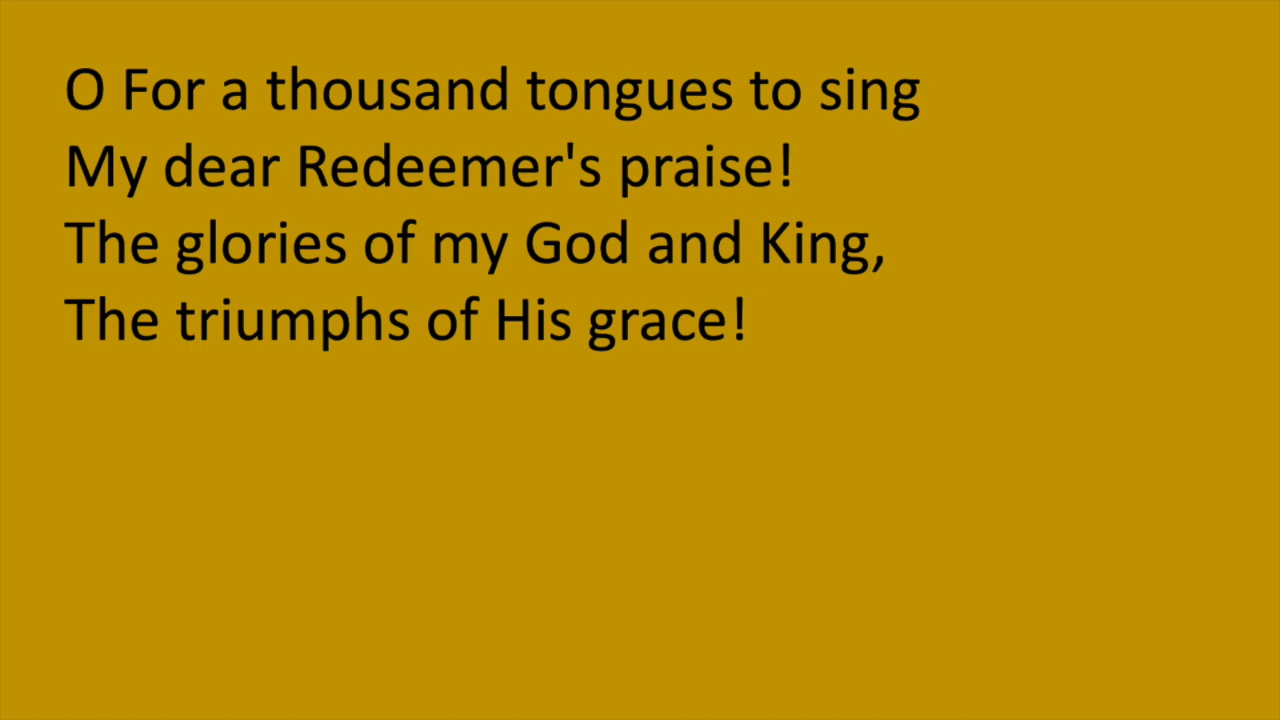 O For a thousand tongues to sing
My dear Redeemer's praise!
The glories of my God and King,
The triumphs of His grace!